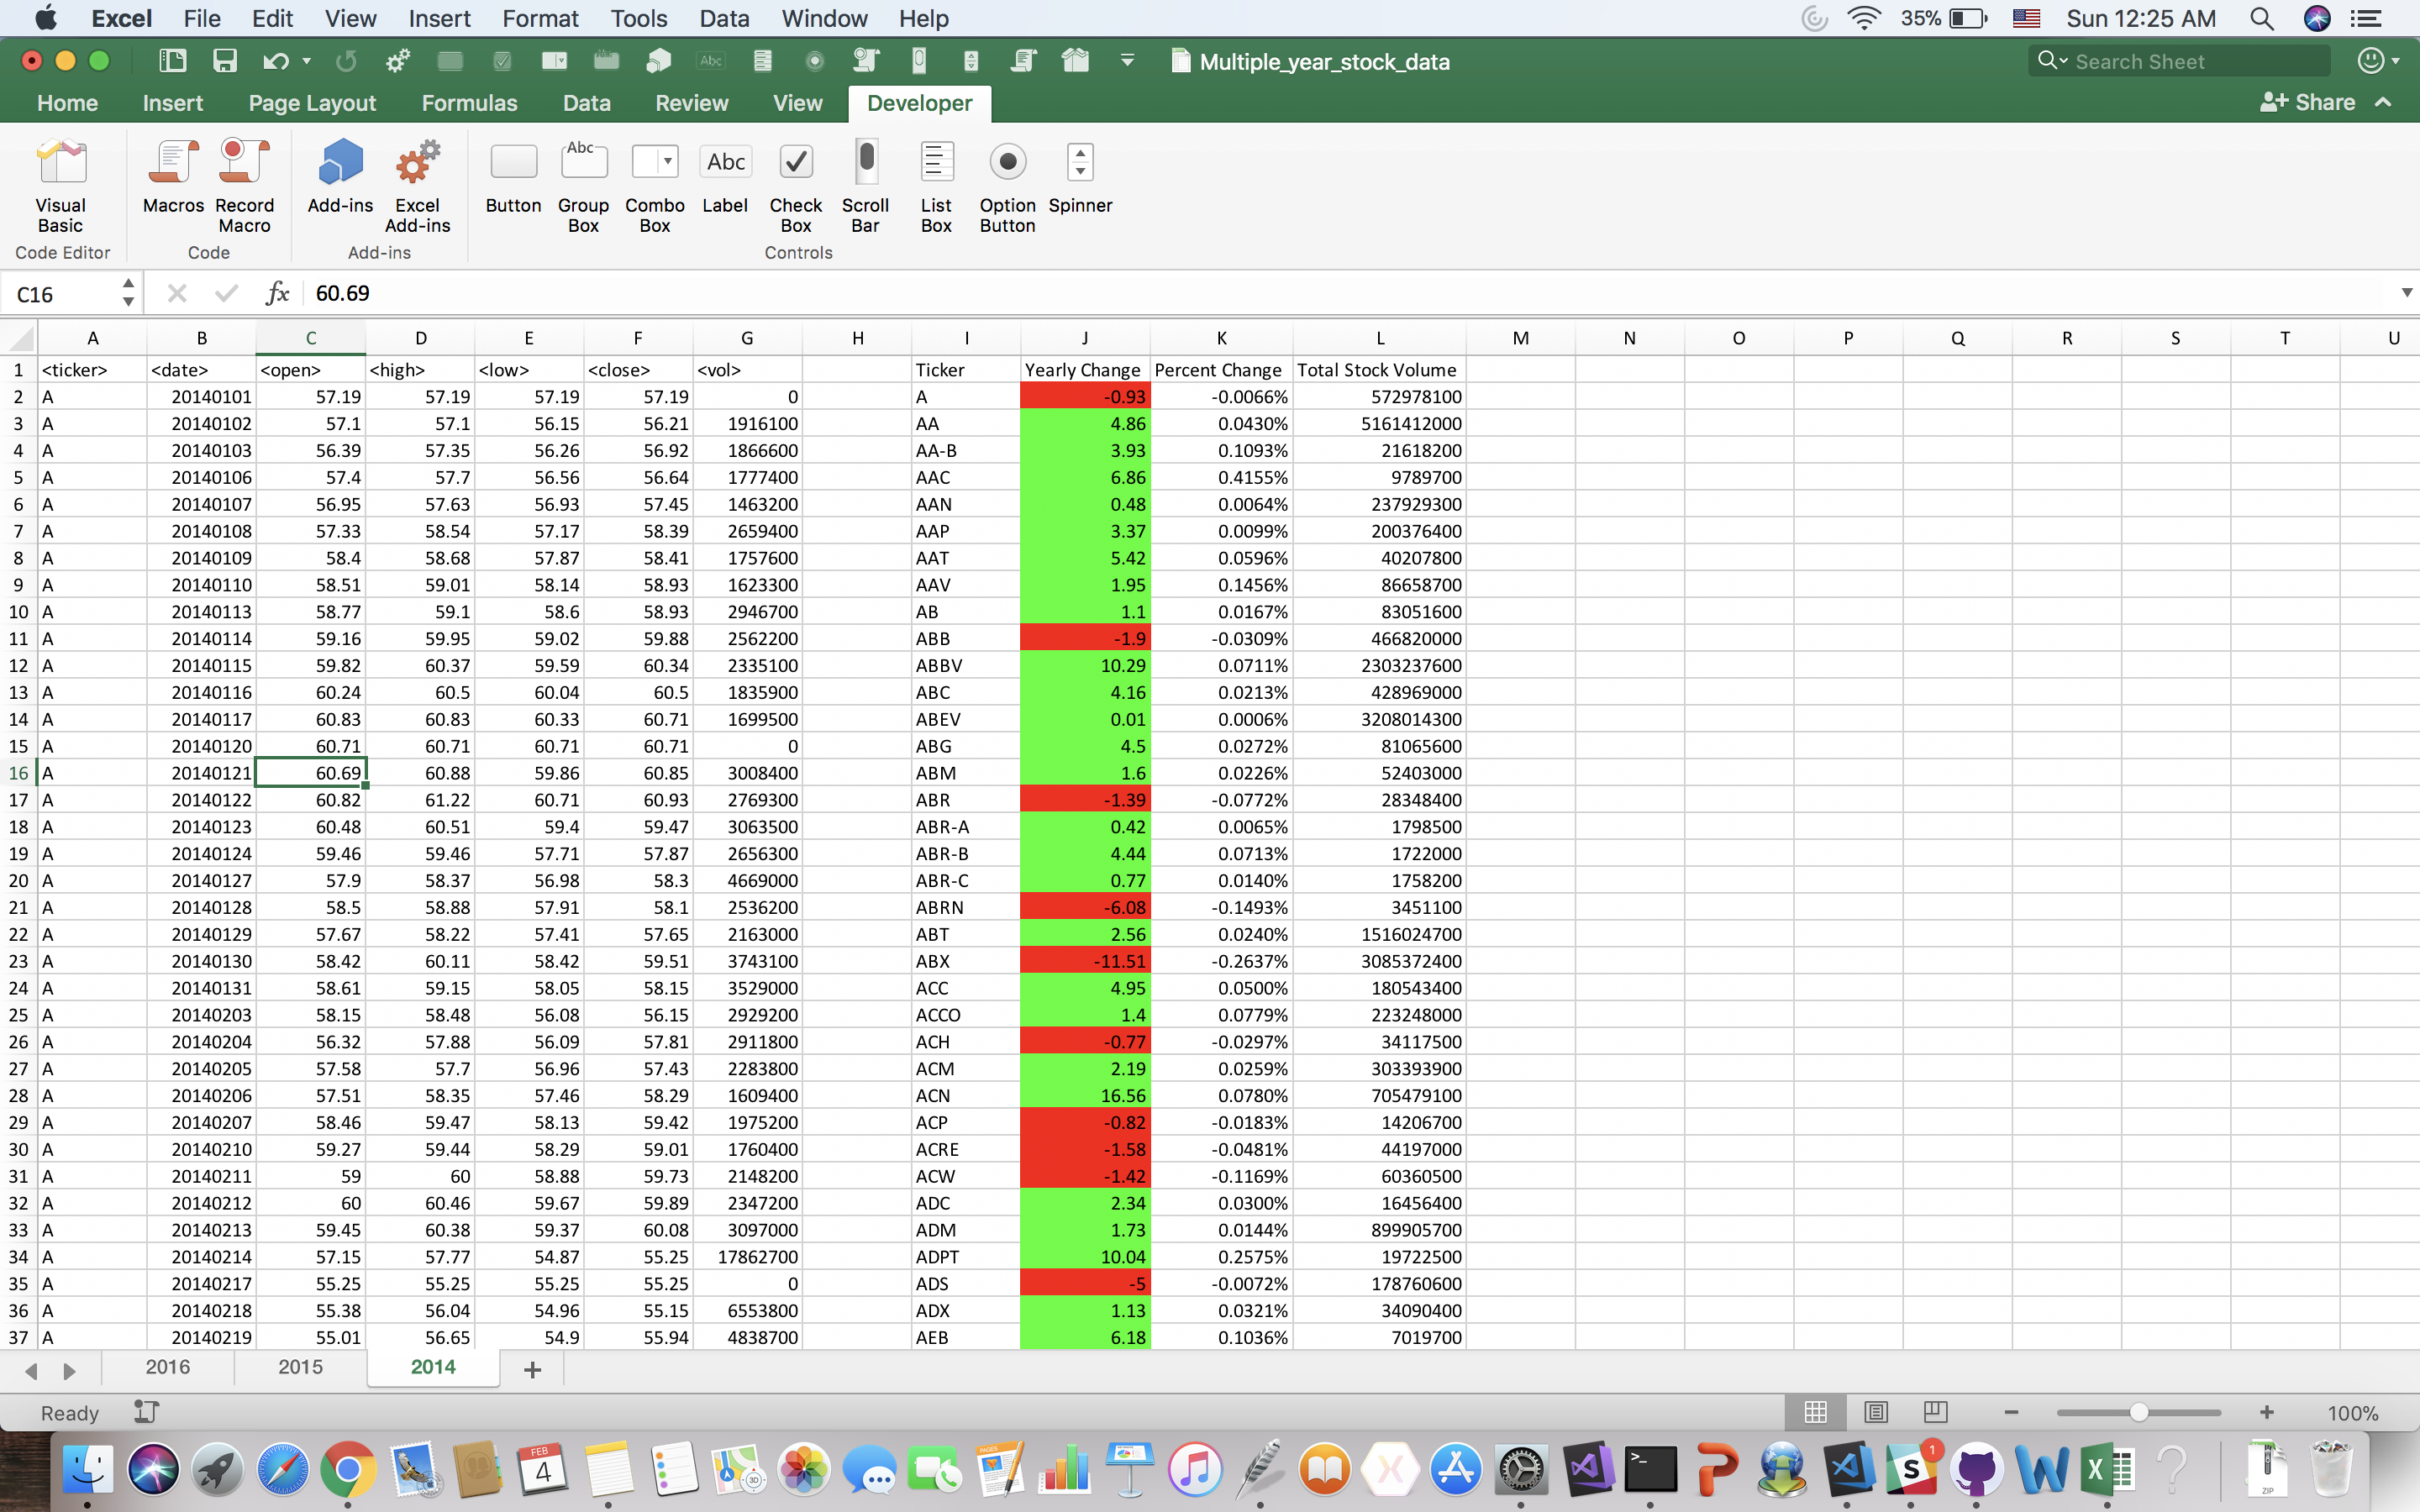 Excel File Edit View Insert Format Tools Data Window Help 35% Sun 12:25 AM
Abc Multiple_year_stock_data Search Sheet
Home Insert Page Layout Formulas Data Review View Developer Share
Abc Abc
Visual Basic Macros Record Macro Add-ins Excel Add-ins Button Group Box Combo Box Label Check Box Scroll Bar List Box Option Button Spinner
Code Editor Code Add-ins Controls
C16 fx 60.69
A B C D E F G H I J K L M N O P Q R S T U
1 <ticker> <date> <open> <high> <low> <close> <vol> Ticker Yearly Change Percent Change Total Stock Volume
2 A 20140101 57.19 57.19 57.19 57.19 0 A -0.93 -0.0066% 572978100
3 A 20140102 57.1 57.1 56.15 56.21 1916100 AA 4.86 0.0430% 5161412000
4 A 20140103 56.39 57.35 56.26 56.92 1866600 AA-B 3.93 0.1093% 21618200
5 A 20140106 57.4 57.7 56.56 56.64 1777400 AAC 6.86 0.4155% 9789700
6 A 20140107 56.95 57.63 56.93 57.45 1463200 AAN 0.48 0.0064% 237929300
7 A 20140108 57.33 58.54 57.17 58.39 2659400 AAP 3.37 0.0099% 200376400
8 A 20140109 58.4 58.68 57.87 58.41 1757600 AAT 5.42 0.0596% 40207800
9 A 20140110 58.51 59.01 58.14 58.93 1623300 AAV 1.95 0.1456% 86658700
10 A 20140113 58.77 59.1 58.6 58.93 2946700 AB 1.1 0.0167% 83051600
11 A 20140114 59.16 59.95 59.02 59.88 2562200 ABB -1.9 -0.0309% 466820000
12 A 20140115 59.82 60.37 59.59 60.34 2335100 ABBV 10.29 0.0711% 2303237600
13 A 20140116 60.24 60.5 60.04 60.5 1835900 ABC 4.16 0.0213% 428969000
14 A 20140117 60.83 60.83 60.33 60.71 1699500 ABEV 0.01 0.0006% 3208014300
15 A 20140120 60.71 60.71 60.71 60.71 0 ABG 4.5 0.0272% 81065600
16 A 20140121 60.69 60.88 59.86 60.85 3008400 ABM 1.6 0.0226% 52403000
17 A 20140122 60.82 61.22 60.71 60.93 2769300 ABR -1.39 -0.0772% 28348400
18 A 20140123 60.48 60.51 59.4 59.47 3063500 ABR-A 0.42 0.0065% 1798500
19 A 20140124 59.46 59.46 57.71 57.87 2656300 ABR-B 4.44 0.0713% 1722000
20 A 20140127 57.9 58.37 56.98 58.3 4669000 ABR-C 0.77 0.0140% 1758200
21 A 20140128 58.5 58.88 57.91 58.1 2536200 ABRN -6.08 -0.1493% 3451100
22 A 20140129 57.67 58.22 57.41 57.65 2163000 ABT 2.56 0.0240% 1516024700
23 A 20140130 58.42 60.11 58.42 59.51 3743100 ABX -11.51 -0.2637% 3085372400
24 A 20140131 58.61 59.15 58.05 58.15 3529000 ACC 4.95 0.0500% 180543400
25 A 20140203 58.15 58.48 56.08 56.15 2929200 ACCO 1.4 0.0779% 223248000
26 A 20140204 56.32 57.88 56.09 57.81 2911800 ACH -0.77 -0.0297% 34117500
27 A 20140205 57.58 57.7 56.96 57.43 2283800 ACM 2.19 0.0259% 303393900
28 A 20140206 57.51 58.35 57.46 58.29 1609400 ACN 16.56 0.0780% 705479100
29 A 20140207 58.46 59.47 58.13 59.42 1975200 ACP -0.82 -0.0183% 14206700
30 A 20140210 59.27 59.44 58.29 59.01 1760400 ACRE -1.58 -0.0481% 44197000
31 A 20140211 59 60 58.88 59.73 2148200 ACW -1.42 -0.1169% 60360500
32 A 20140212 60 60.46 59.67 59.89 2347200 ADC 2.34 0.0300% 16456400
33 A 20140213 59.45 60.38 59.37 60.08 3097000 ADM 1.73 0.0144% 899905700
34 A 20140214 57.15 57.77 54.87 55.25 17862700 ADPT 10.04 0.2575% 19722500
35 A 20140217 55.25 55.25 55.25 55.25 0 ADS -5 -0.0072% 178760600
36 A 20140218 55.38 56.04 54.96 55.15 6553800 ADX 1.13 0.0321% 34090400
37 A 20140219 55.01 56.65 54.9 55.94 4838700 AEB 6.18 0.1036% 7019700
2016 2015 2014 +
Ready 100%
FEB 4 PAGES 3D >_ S 1 W X ? ZIP